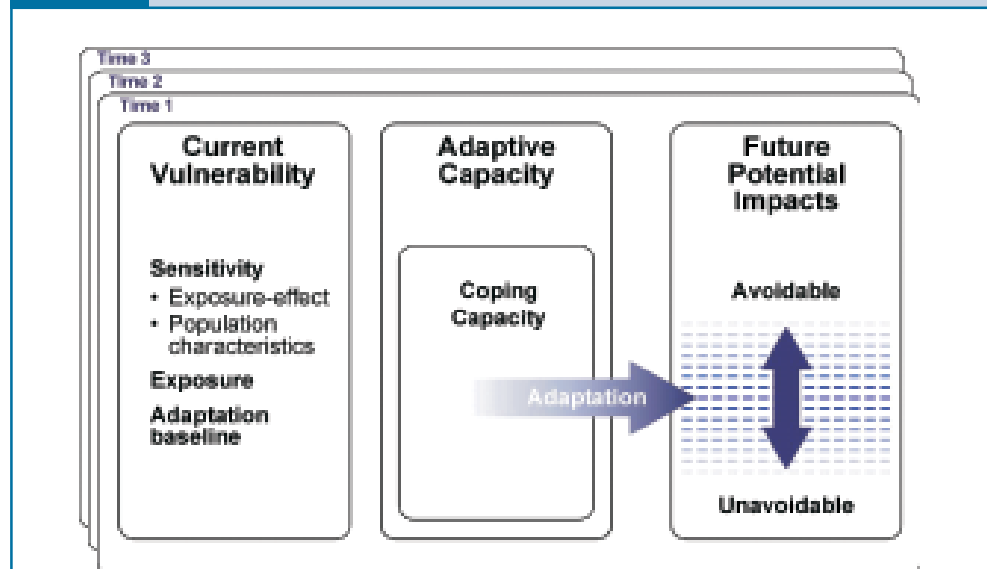 Time 3
Time 2
Time 1
Current
Vulnerability
Sensitivity
• Exposure-effect
• Population
characteristics
Exposure
Adaptation
baseline
Adaptive
Capacity
Coping
Capacity
Adaptation
Future
Potential
Impacts
Avoidable
Unavoidable